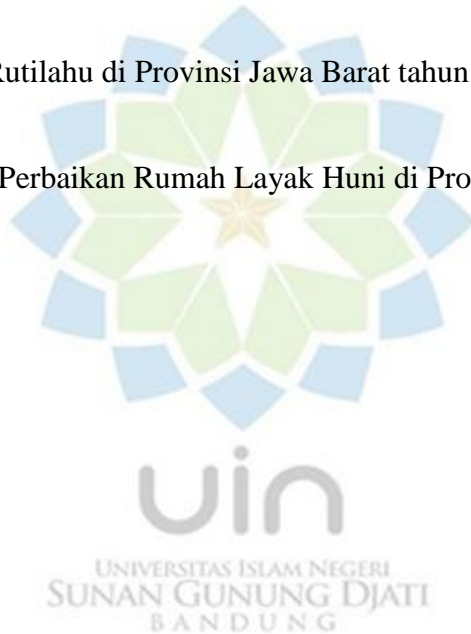 Rutilahu di Provinsi Jawa Barat tahun
Perbaikan Rumah Layak Huni di Pro
uin
UNIVERSITAS ISLAM NEGERI
SUNAN GUNUNG DJATI
BANDUNG